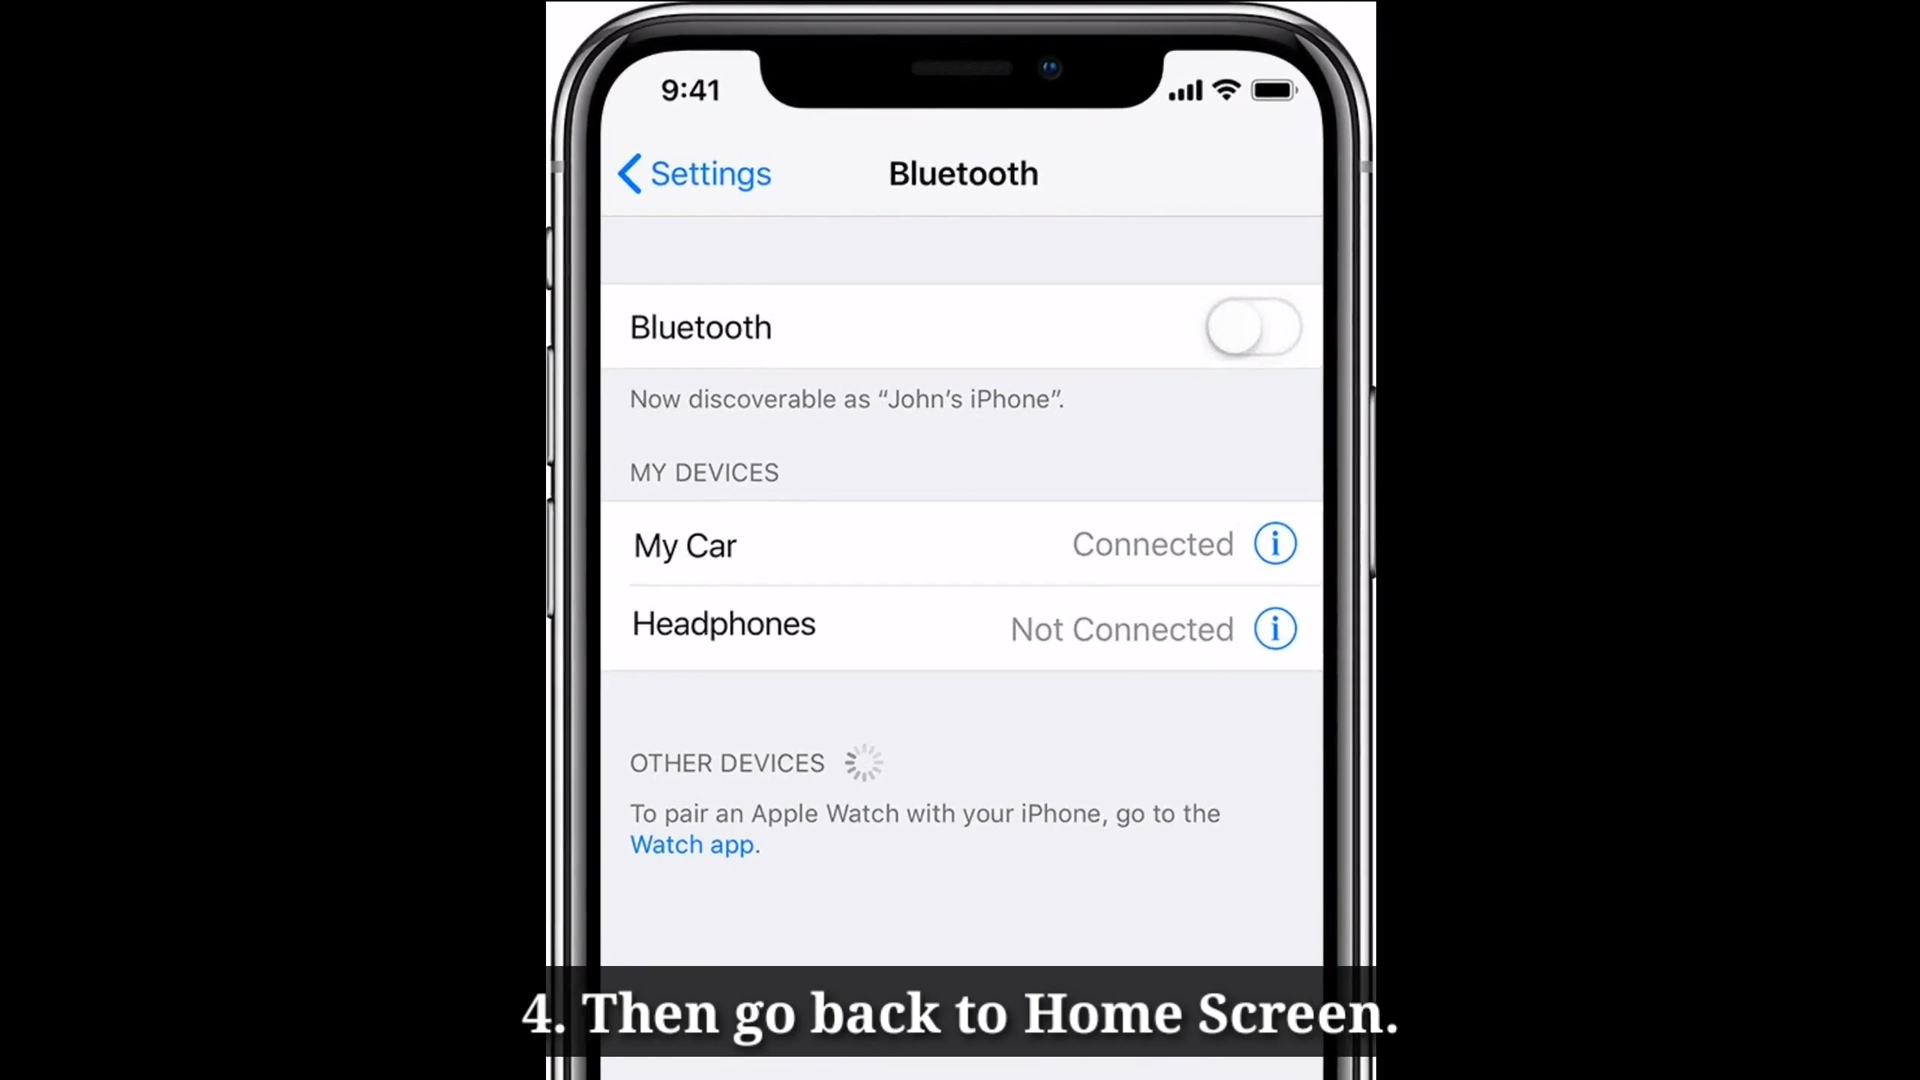 9:41
Settings
Bluetooth
Bluetooth
Now discoverable as “John’s iPhone”.
MY DEVICES
My Car Connected
Headphones Not Connected
OTHER DEVICES
To pair an Apple Watch with your iPhone, go to the
Watch app.
4. Then go back to Home Screen.